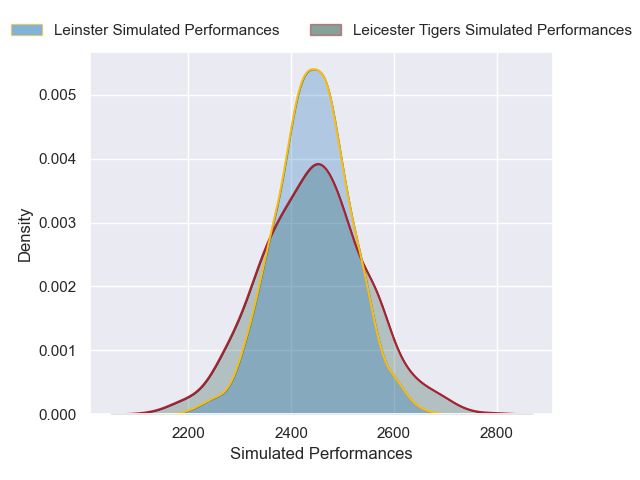 Leinster Simulated Performances
Leicester Tigers Simulated Performances
0.005
0.004
0.003
0.002
0.001
0.000
Density
2200
2400
2600
2800
Simulated Performances